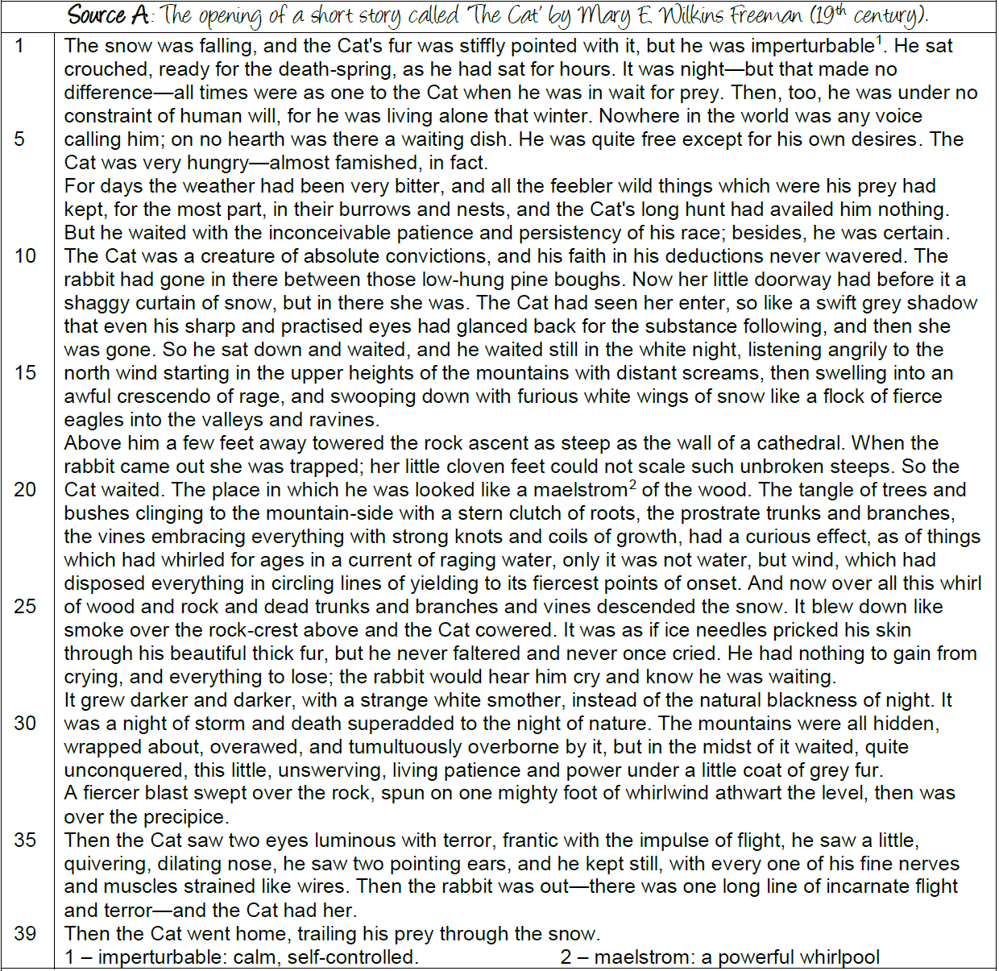 Source A: The opening of a short story called 'The Cat' by Mary E Wilkins Freeman (19th century).
1 The snow was falling, and the Cat's fur was stiffly pointed with it, but he was imperturbable1. He sat
crouched, ready for the death-spring, as he had sat for hours. It was night—but that made no
difference—all times were as one to the Cat when he was in wait for prey. Then, too, he was under no
constraint of human will, for he was living alone that winter. Nowhere in the world was any voice
5 calling him; on no hearth was there a waiting dish. He was quite free except for his own desires. The
Cat was very hungry—almost famished, in fact.
For days the weather had been very bitter, and all the feebler wild things which were his prey had
kept, for the most part, in their burrows and nests, and the Cat's long hunt had availed him nothing.
But he waited with the inconceivable patience and persistency of his race; besides, he was certain.
10 The Cat was a creature of absolute convictions, and his faith in his deductions never wavered. The
rabbit had gone in there between those low-hung pine boughs. Now her little doorway had before it a
shaggy curtain of snow, but in there she was. The Cat had seen her enter, so like a swift grey shadow
that even his sharp and practised eyes had glanced back for the substance following, and then she
was gone. So he sat down and waited, and he waited still in the white night, listening angrily to the
15 north wind starting in the upper heights of the mountains with distant screams, then swelling into an
awful crescendo of rage, and swooping down with furious white wings of snow like a flock of fierce
eagles into the valleys and ravines.
Above him a few feet away towered the rock ascent as steep as the wall of a cathedral. When the
rabbit came out she was trapped; her little cloven feet could not scale such unbroken steeps. So the
20 Cat waited. The place in which he was looked like a maelstrom2 of the wood. The tangle of trees and
bushes clinging to the mountain-side with a stern clutch of roots, the prostrate trunks and branches,
the vines embracing everything with strong knots and coils of growth, had a curious effect, as of things
which had whirled for ages in a current of raging water, only it was not water, but wind, which had
disposed everything in circling lines of yielding to its fiercest points of onset. And now over all this whirl
25 of wood and rock and dead trunks and branches and vines descended the snow. It blew down like
smoke over the rock-crest above and the Cat cowered. It was as if ice needles pricked his skin
through his beautiful thick fur, but he never faltered and never once cried. He had nothing to gain from
crying, and everything to lose; the rabbit would hear him cry and know he was waiting.
It grew darker and darker, with a strange white smother, instead of the natural blackness of night. It
30 was a night of storm and death superadded to the night of nature. The mountains were all hidden,
wrapped about, overawed, and tumultuously overborne by it, but in the midst of it waited, quite
unconquered, this little, unswerving, living patience and power under a little coat of grey fur.
A fiercer blast swept over the rock, spun on one mighty foot of whirlwind athwart the level, then was
over the precipice.
35 Then the Cat saw two eyes luminous with terror, frantic with the impulse of flight, he saw a little,
quivering, dilating nose, he saw two pointing ears, and he kept still, with every one of his fine nerves
and muscles strained like wires. Then the rabbit was out—there was one long line of incarnate flight
and terror—and the Cat had her.
39 Then the Cat went home, trailing his prey through the snow.
1 – imperturbable: calm, self-controlled. 2 – maelstrom: a powerful whirlpool